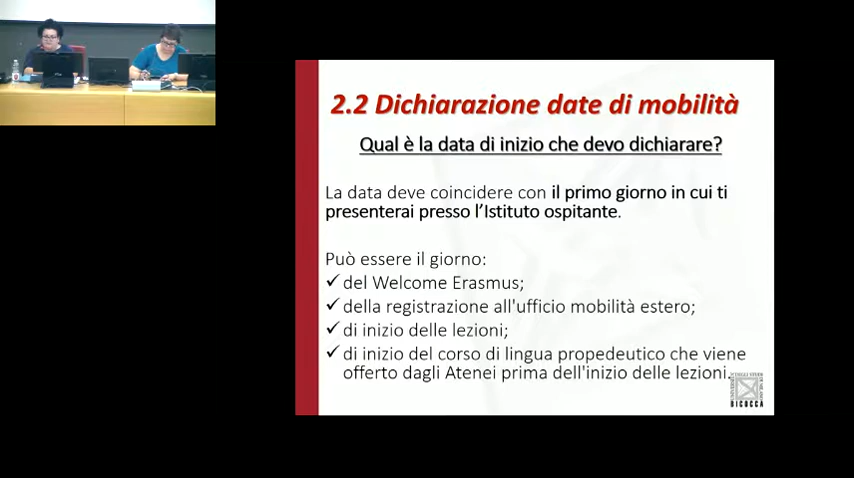 2.2 Dichiarazione date di mobilità
Qual è la data di inizio che devo dichiarare?
La data deve coincidere con il primo giorno in cui ti
presenterai presso l'Istituto ospitante.
Può essere il giorno:
✓ del Welcome Erasmus;
✓ della registrazione all'ufficio mobilità estero;
✓ di inizio delle lezioni;
✓ di inizio del corso di lingua propedeutico che viene
offerto dagli Atenei prima dell'inizio delle lezioni.
BICOCCA